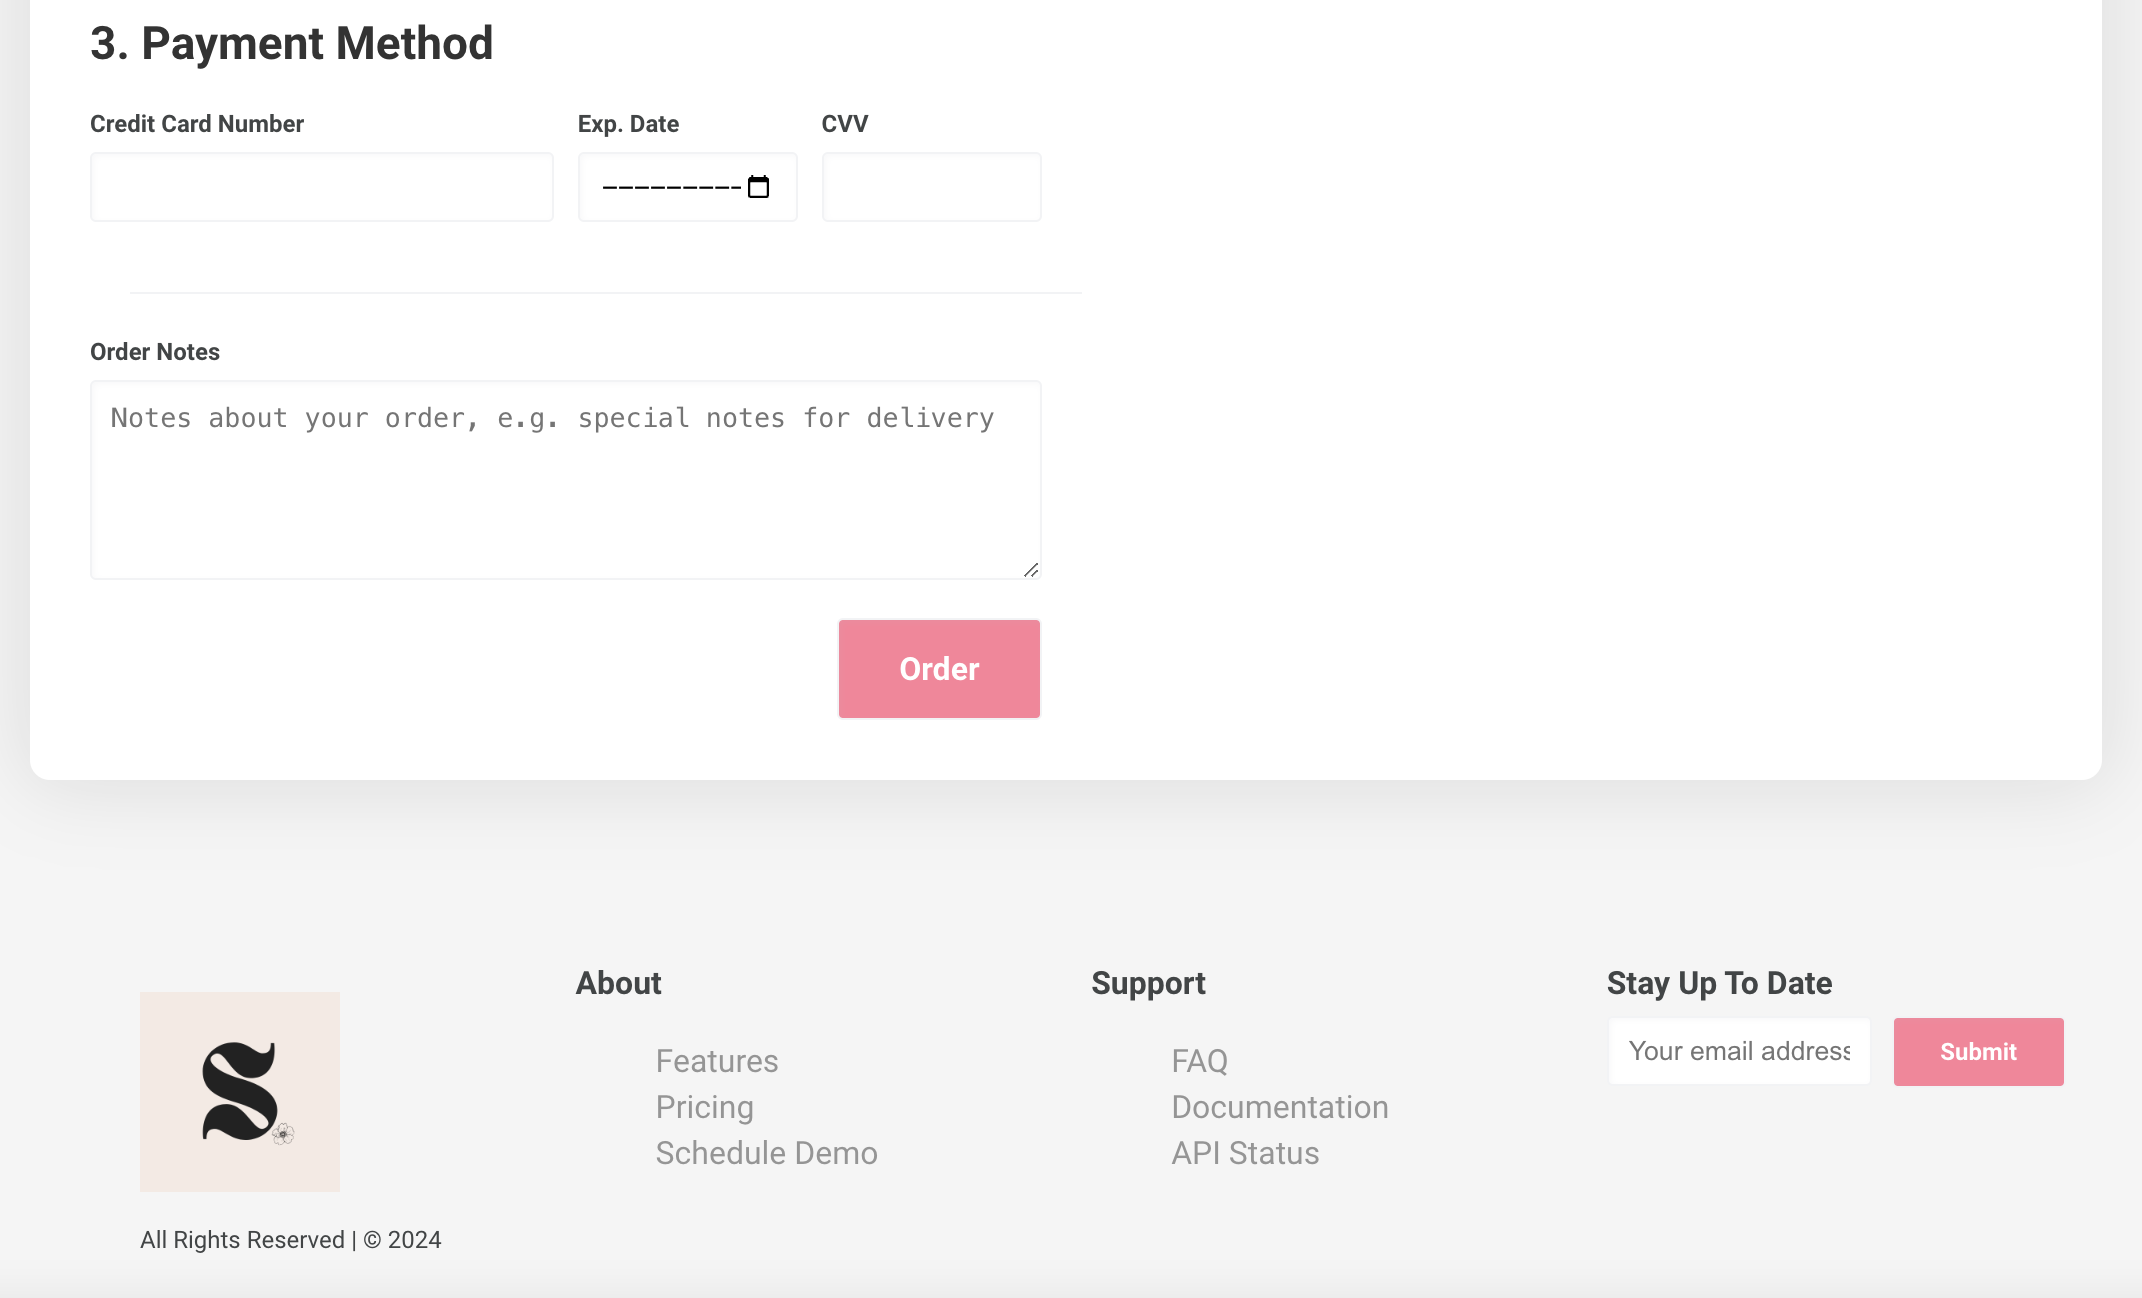 3. Payment Method
Credit Card Number
Exp. Date
CVV
---------
Order Notes
Notes about your order, e.g. special notes for delivery
Order
S
All Rights Reserved | © 2024
About
Features
Pricing
Schedule Demo
Support
FAQ
Documentation
API Status
Stay Up To Date
Your email address
Submit